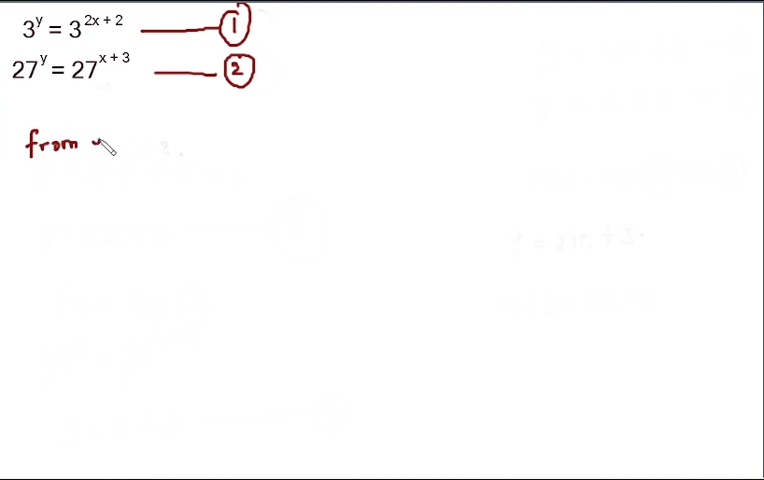 3^y = 3^{2x + 2} ——— ①
27^y = 27^{x + 3} ——— ②
from